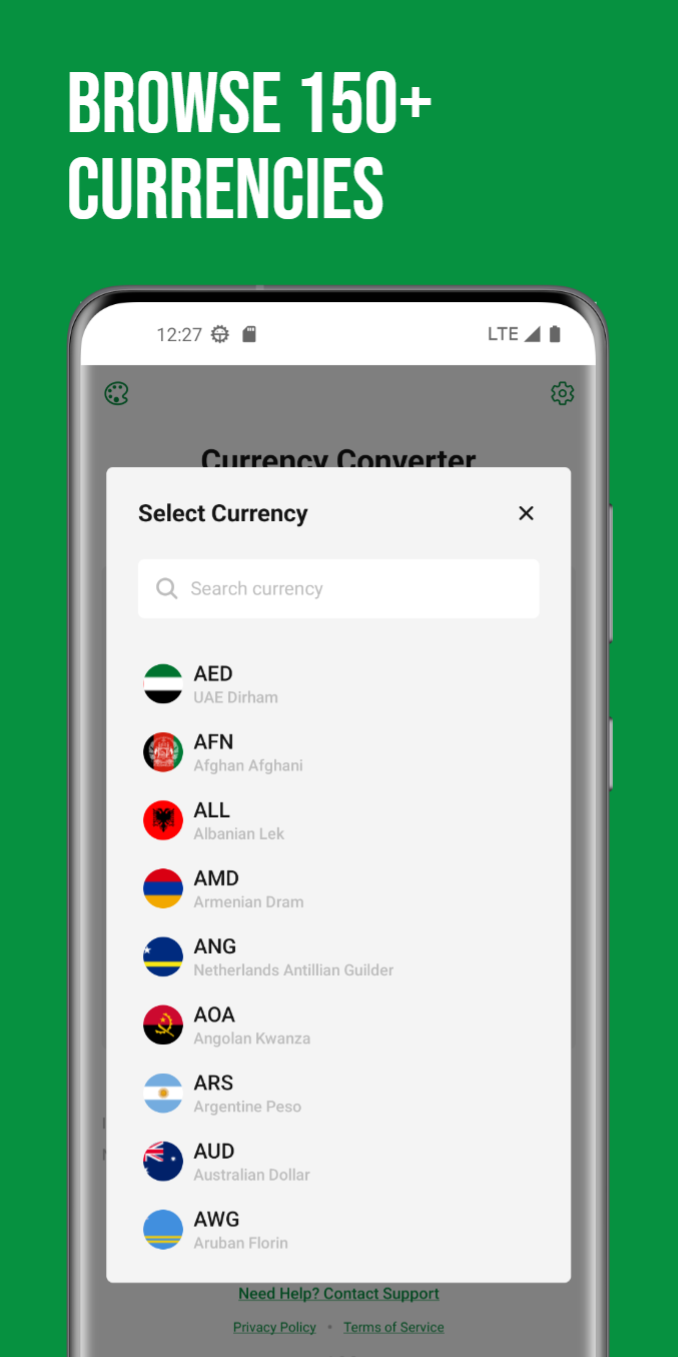 BROWSE 150+
CURRENCIES
12:27
LTE
Currency Converter
Select Currency
Search currency
AED
UAE Dirham
AFN
Afghan Afghani
ALL
Albanian Lek
AMD
Armenian Dram
ANG
Netherlands Antillian Guilder
AOA
Angolan Kwanza
ARS
Argentine Peso
AUD
Australian Dollar
AWG
Aruban Florin
Need Help? Contact Support
Privacy Policy • Terms of Service